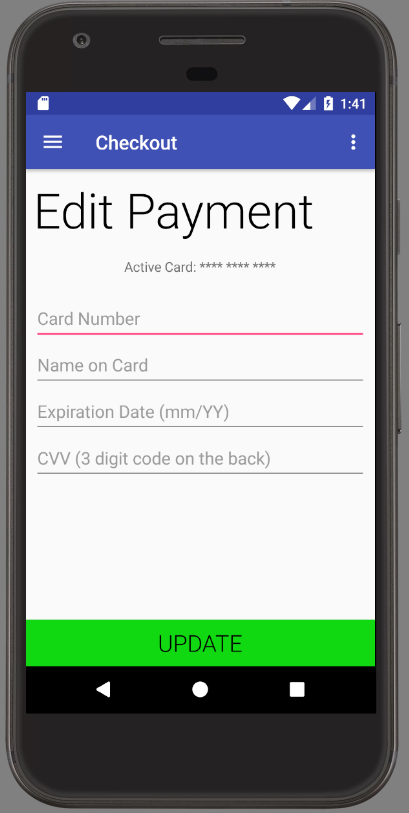 1:41
Checkout
Edit Payment
Active Card: **** **** ****
Card Number
Name on Card
Expiration Date (mm/YY)
CVV (3 digit code on the back)
UPDATE